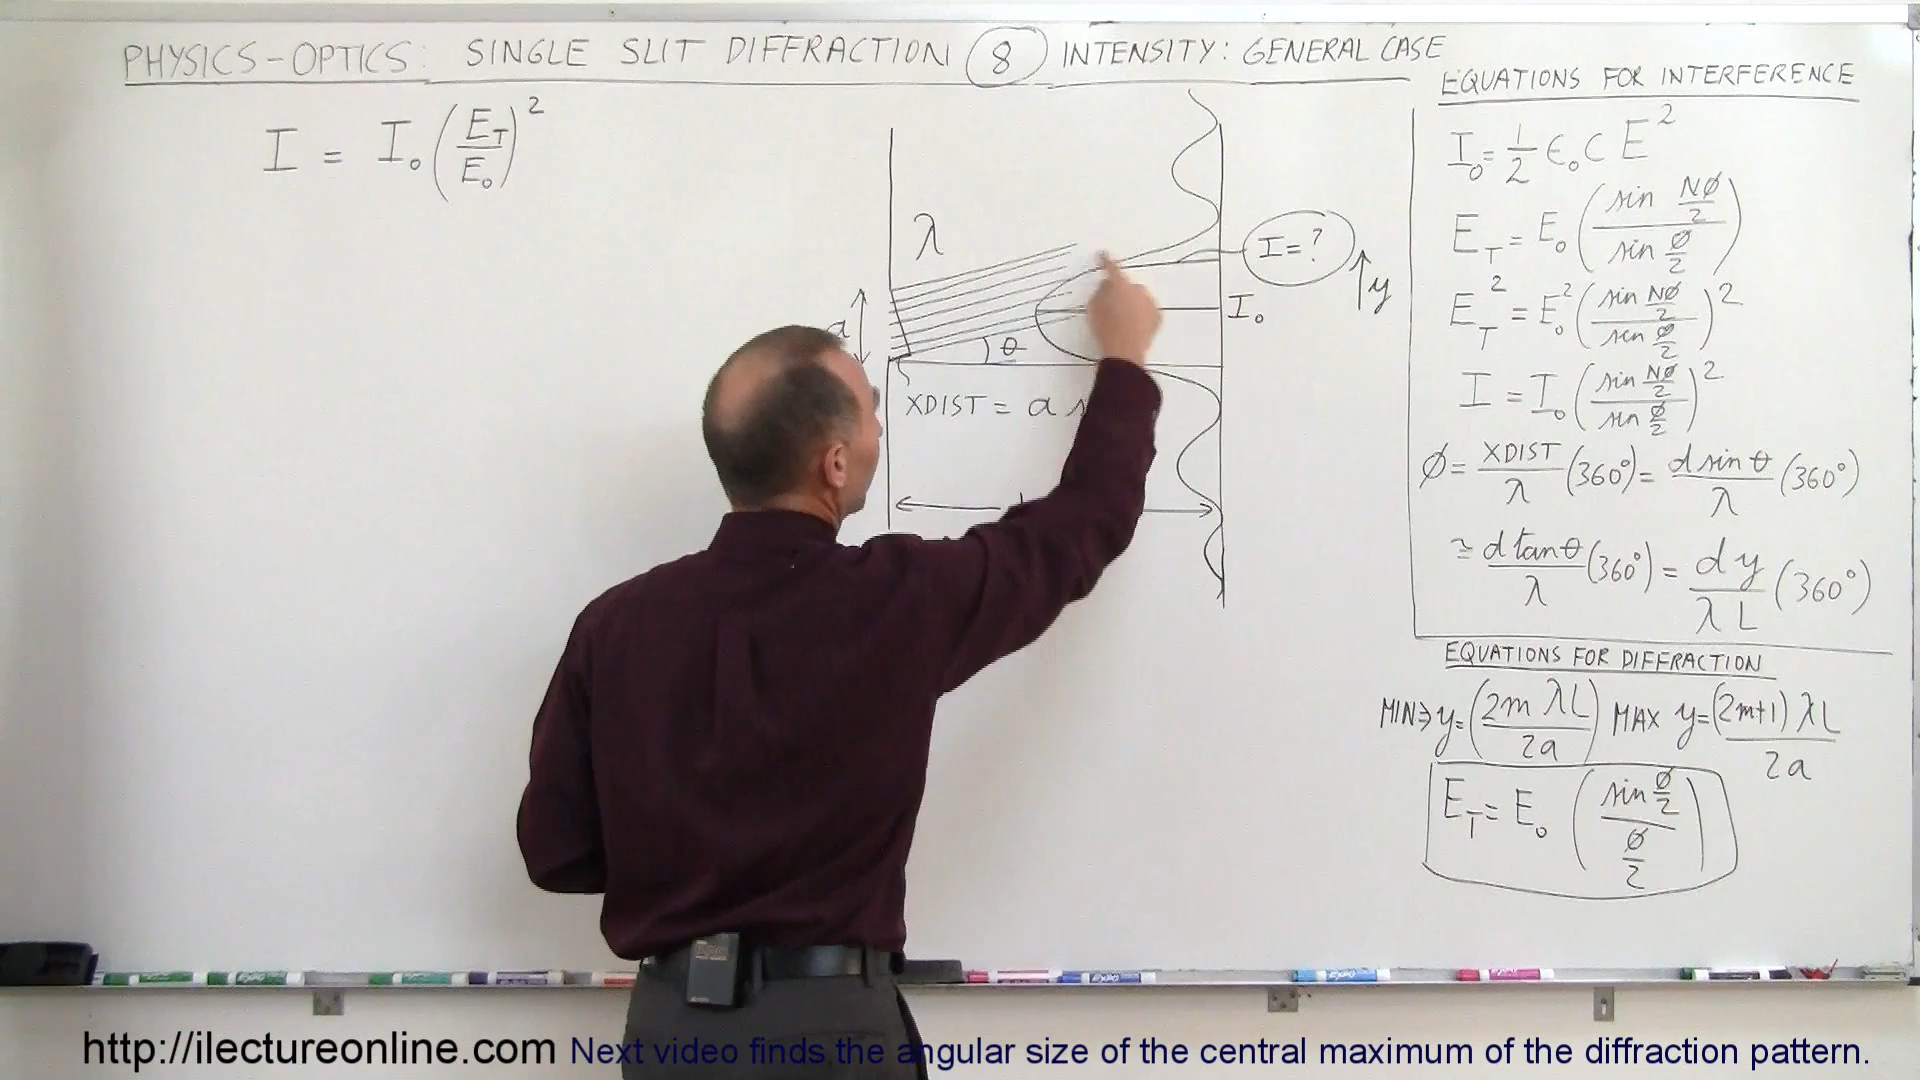 PHYSICS-OPTICS: SINGLE SLIT DIFFRACTION 8 INTENSITY: GENERAL CASE
I = I₀ (E_T/E₀)²
λ
a
θ
XDIST = a
I = ?
y
I₀
EQUATIONS FOR INTERFERENCE
I₀ = 1/2 ε₀ C E²
E_T = E₀ (sin Nφ/2 / sin φ/2)
E_T² = E₀² (sin Nφ/2 / sin φ/2)²
I = I₀ (sin Nφ/2 / sin φ/2)²
φ = XDIST/λ (360°) = d sin θ/λ (360°)
≃ d tan θ/λ (360°) = d y/λ L (360°)
EQUATIONS FOR DIFFRACTION
MIN ⇒ y = (2m λL/2a) MAX y = (2m+1) λL/2a
E_T = E₀ (sin φ/2 / φ/2)
http://ilectureonline.com Next video finds the angular size of the central maximum of the diffraction pattern.